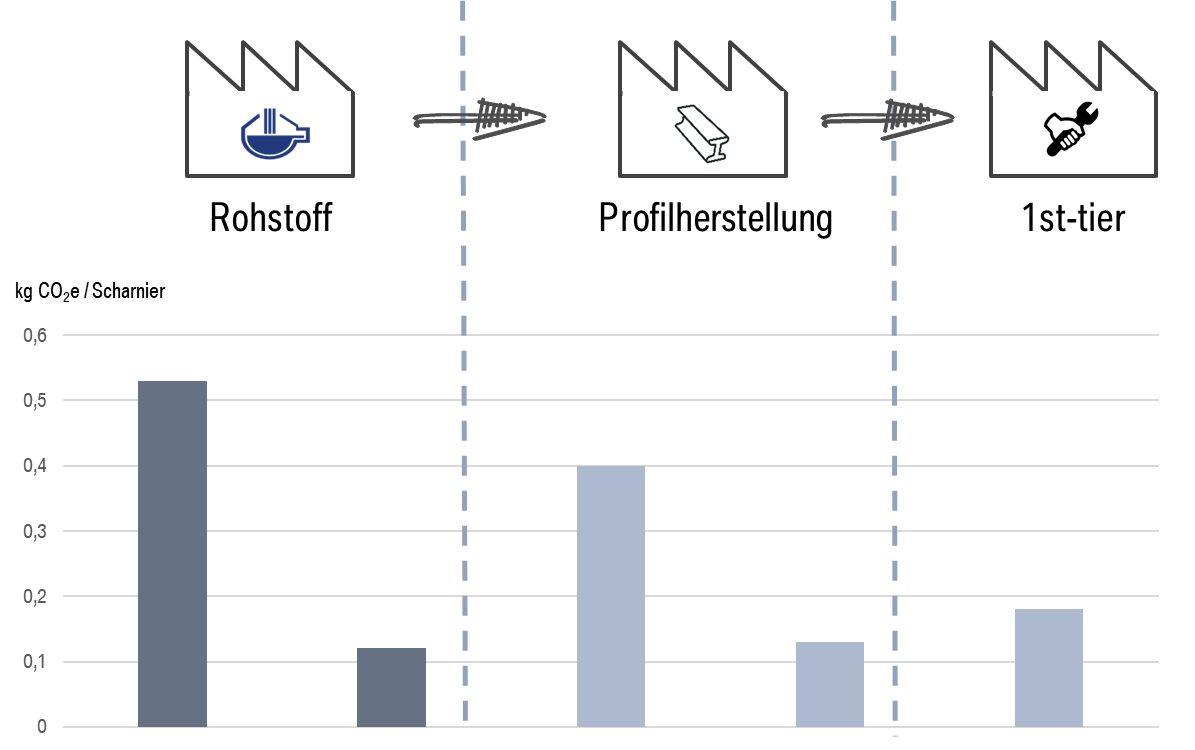 Rohstoff
Profilherstellung
1st-tier
kg CO₂e / Scharnier
0,6
0,5
0,4
0,3
0,2
0,1
0